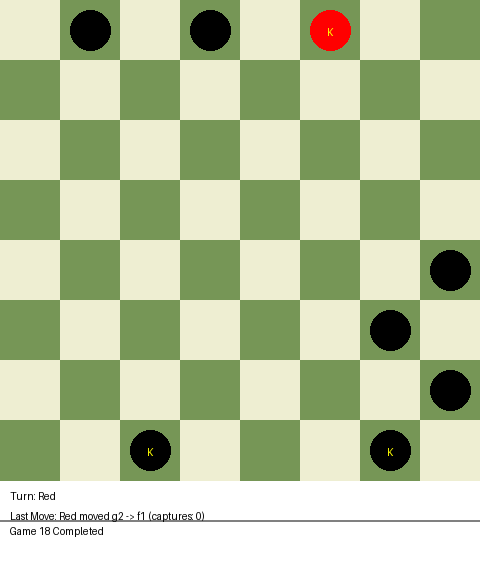 K
K
K
Turn: Red
Last Move: Red moved g2 -> f1 (captures: 0)
Game 18 Completed